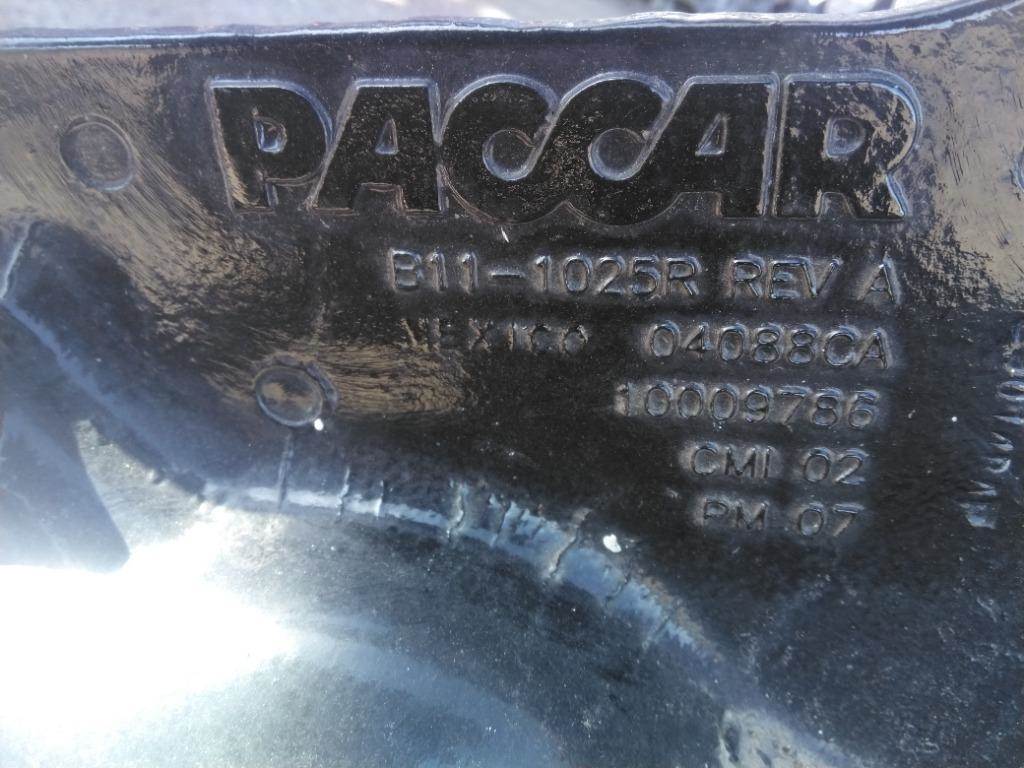 PACCAR
B11-1025R REV A
MEXICO 04088CA
10009786
CMI 02
PM 07